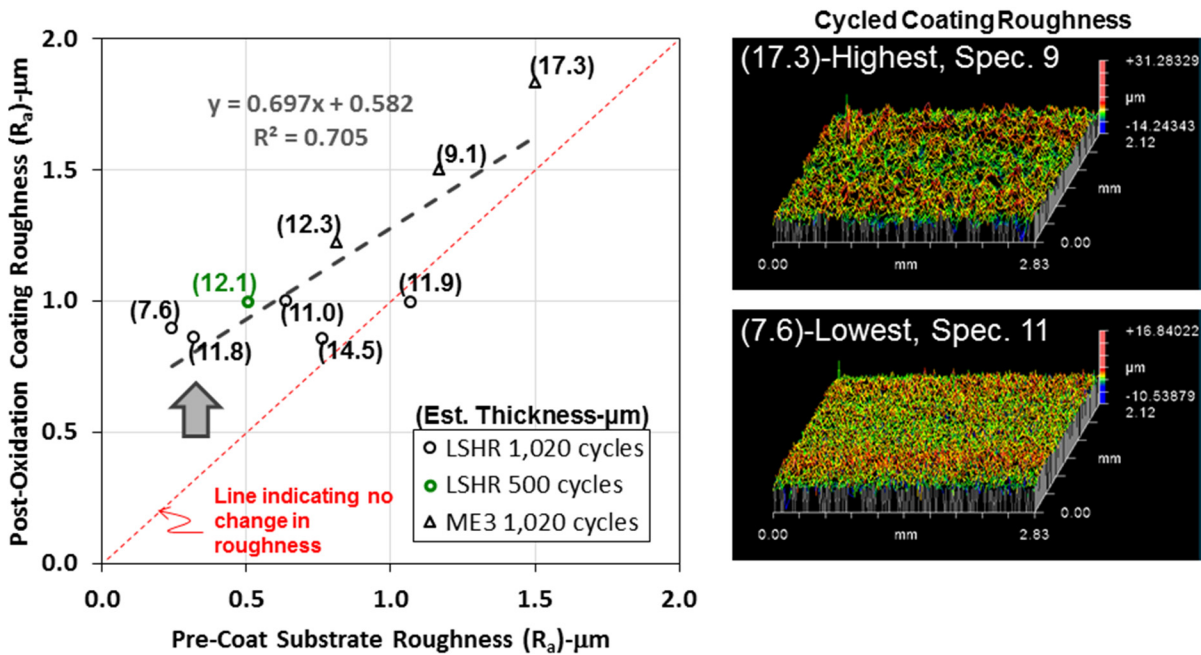 Post-Oxidation Coating Roughness (Rₐ)-µm
2.0
1.5
1.0
0.5
0.0
0.0
0.5
1.0
1.5
2.0
Pre-Coat Substrate Roughness (Rₐ)-µm
y = 0.697x + 0.582
R² = 0.705
(17.3)
(9.1)
(12.3)
(12.1)
(7.6)
(11.8)
(11.0)
(14.5)
(11.9)
(Est. Thickness-µm)
LSHR 1,020 cycles
LSHR 500 cycles
ME3 1,020 cycles
Line indicating no
change in
roughness
Cycled Coating Roughness
(17.3)-Highest, Spec. 9
+31.28329
µm
-14.24343
2.12
mm
0.00
0.00
mm
2.83
(7.6)-Lowest, Spec. 11
+16.84022
µm
-10.53879
2.12
mm
0.00
0.00
mm
2.83